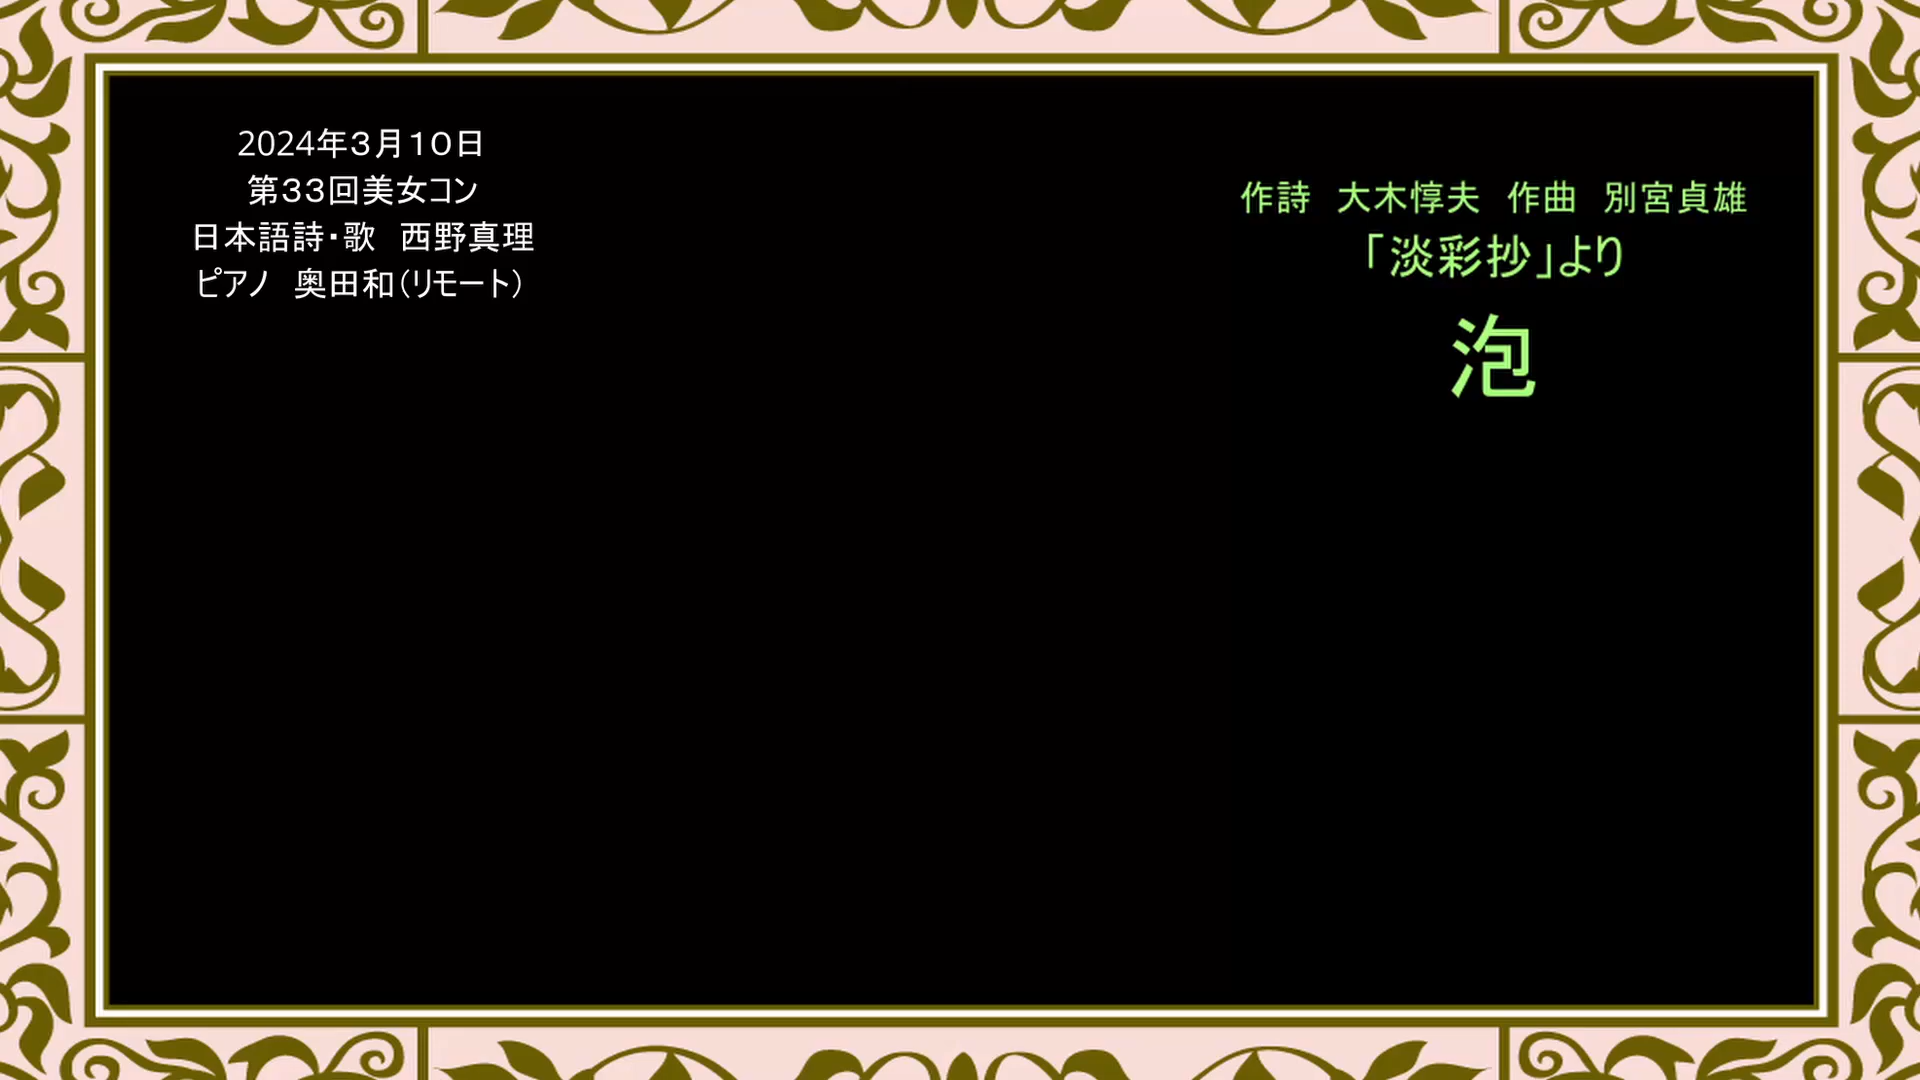 2024年３月１０日
第３３回美女コン
日本語詩・歌　西野真理
ピアノ　奥田和（リモート）
作詩　大木惇夫　作曲　別宮貞雄
「淡彩抄」より
泡